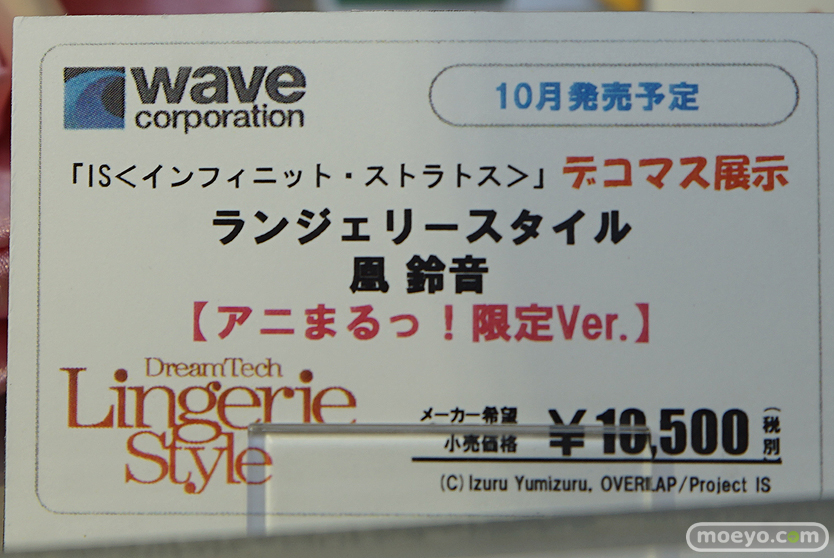 wave
corporation
10月発売予定
「IS＜インフィニット・ストラトス＞」デコマス展示
ランジェリースタイル
凰 鈴音
【アニまるっ！限定Ver.】
DreamTech
Lingerie
Style
メーカー希望
小売価格
￥10,500
（税別）
(C)Izuru Yumizuru, OVERLAP/Project IS
moeyo.com